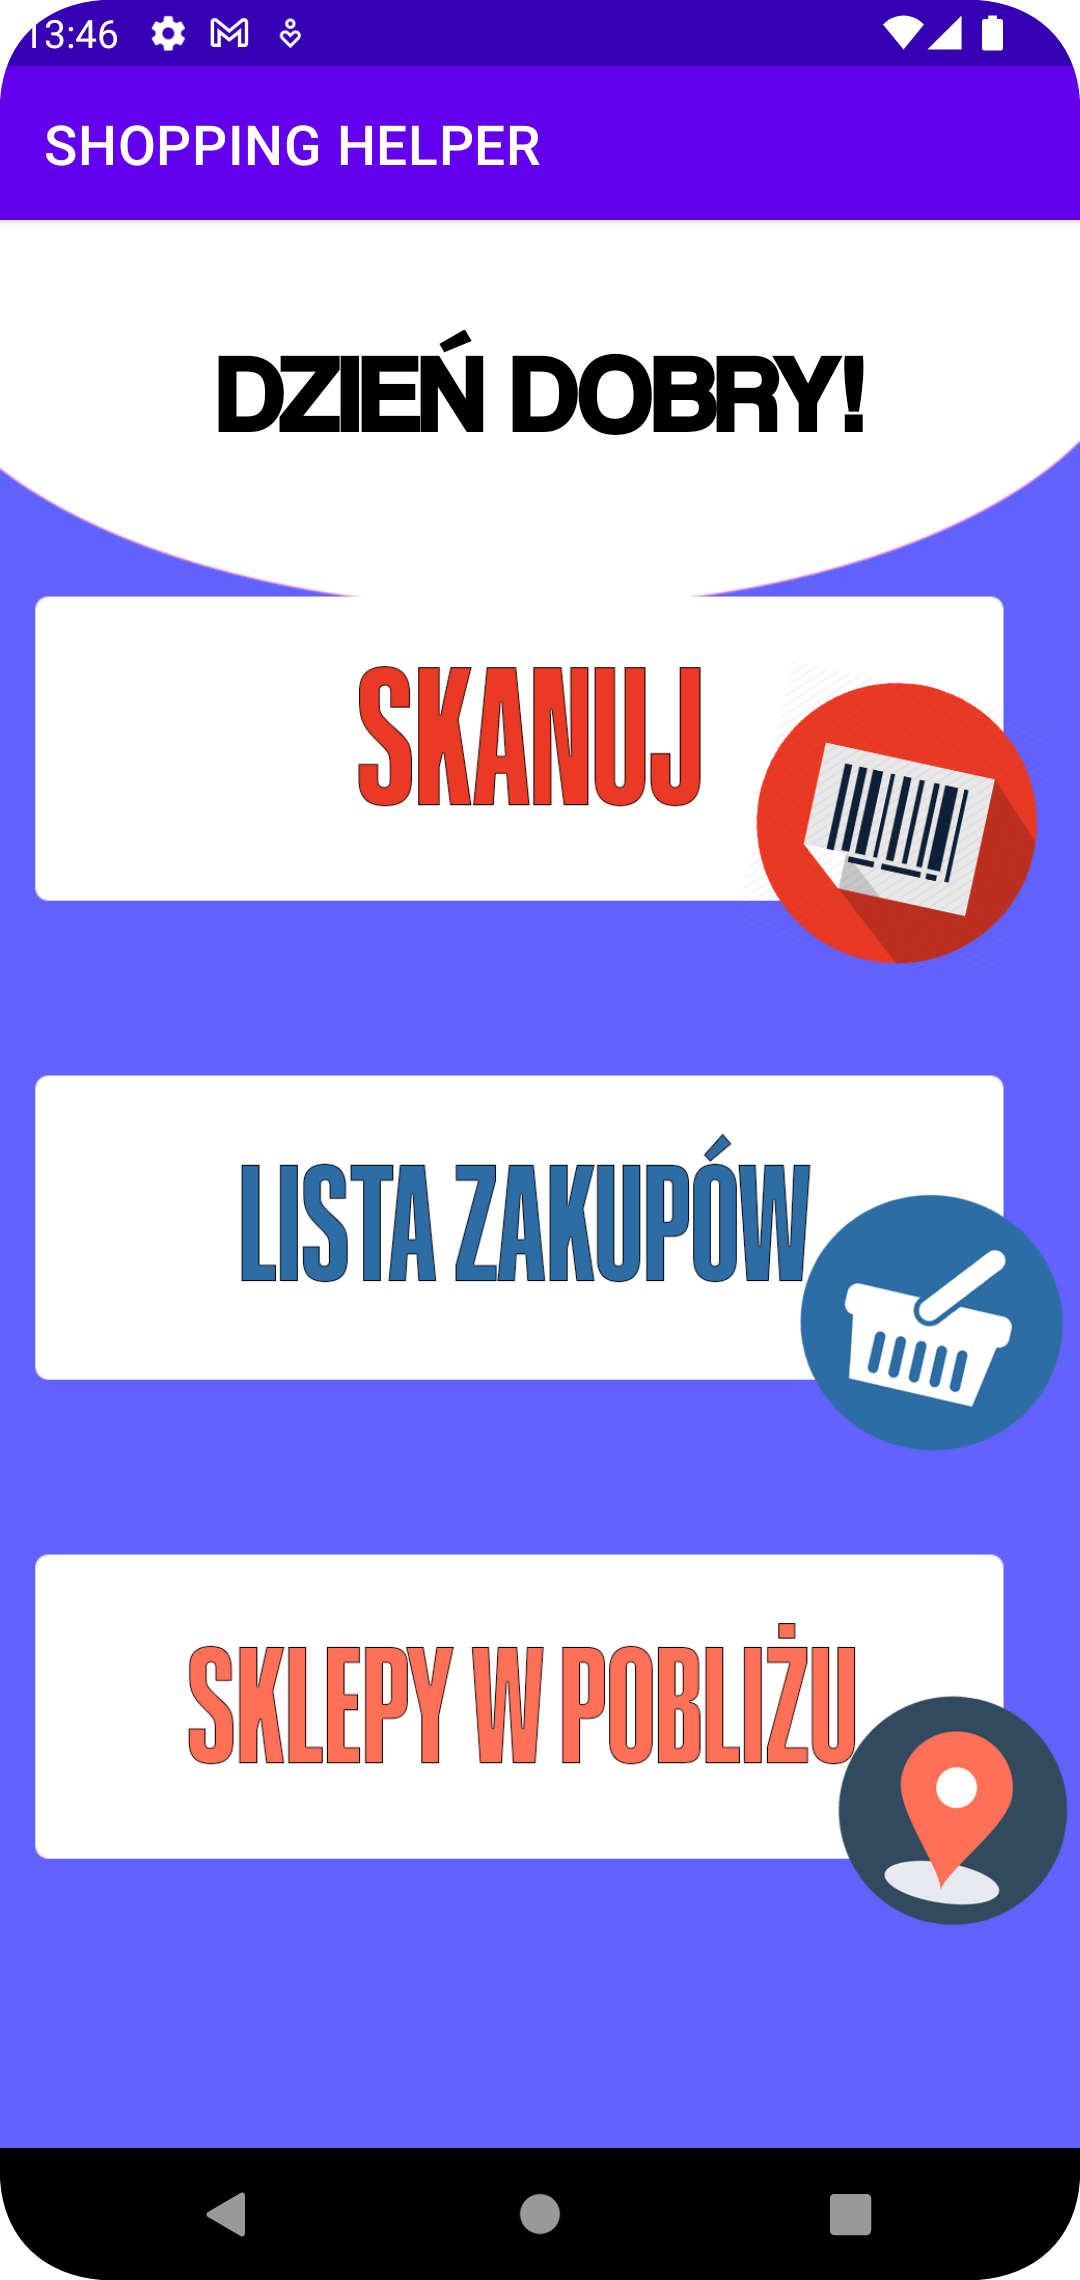 13:46
SHOPPING HELPER
DZIEŃ DOBRY!
SKANUJ
LISTA ZAKUPÓW
SKLEPY W POBLIŻU